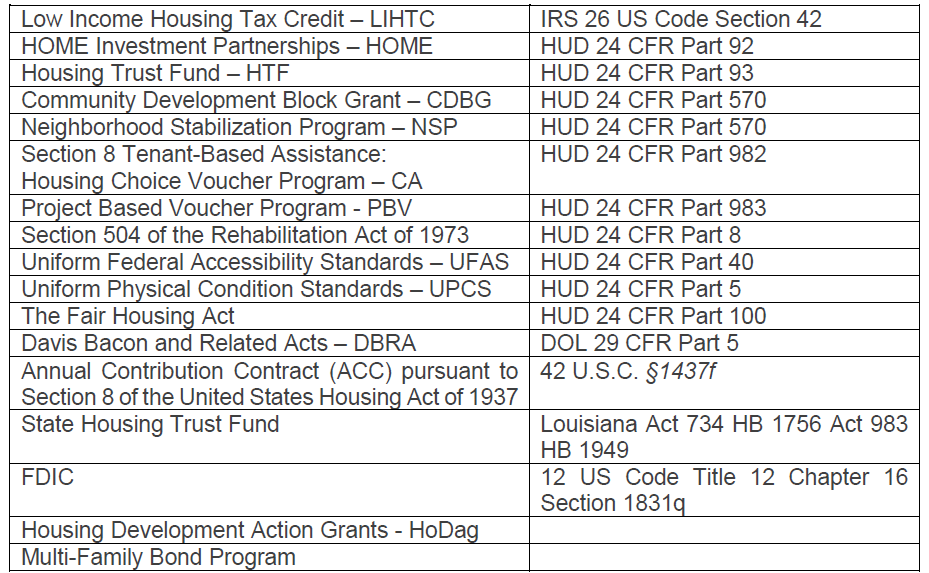 Low Income Housing Tax Credit – LIHTC IRS 26 US Code Section 42
HOME Investment Partnerships – HOME HUD 24 CFR Part 92
Housing Trust Fund – HTF HUD 24 CFR Part 93
Community Development Block Grant – CDBG HUD 24 CFR Part 570
Neighborhood Stabilization Program – NSP HUD 24 CFR Part 570
Section 8 Tenant-Based Assistance: HUD 24 CFR Part 982
Housing Choice Voucher Program – CA
Project Based Voucher Program - PBV HUD 24 CFR Part 983
Section 504 of the Rehabilitation Act of 1973 HUD 24 CFR Part 8
Uniform Federal Accessibility Standards – UFAS HUD 24 CFR Part 40
Uniform Physical Condition Standards – UPCS HUD 24 CFR Part 5
The Fair Housing Act HUD 24 CFR Part 100
Davis Bacon and Related Acts – DBRA DOL 29 CFR Part 5
Annual Contribution Contract (ACC) pursuant to 42 U.S.C. §1437f
Section 8 of the United States Housing Act of 1937
State Housing Trust Fund Louisiana Act 734 HB 1756 Act 983
HB 1949
FDIC 12 US Code Title 12 Chapter 16
Section 1831q
Housing Development Action Grants - HoDag
Multi-Family Bond Program